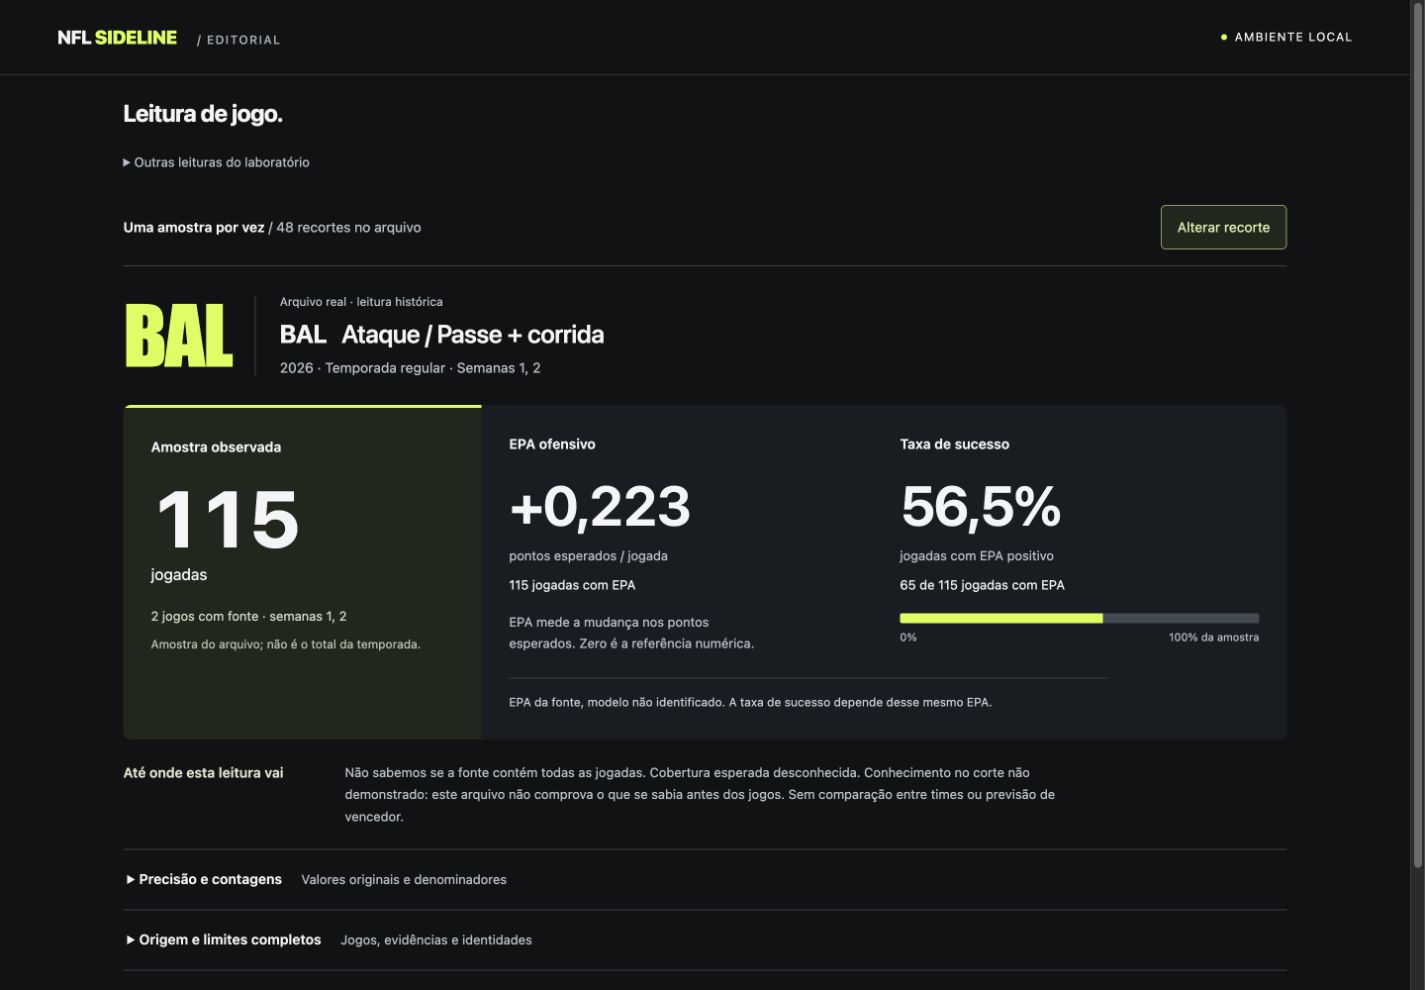 NFL SIDELINE / EDITORIAL
AMBIENTE LOCAL
Leitura de jogo.
Outras leituras do laboratório
Uma amostra por vez / 48 recortes no arquivo
Alterar recorte
BAL
Arquivo real · leitura histórica
BAL Ataque / Passe + corrida
2026 · Temporada regular · Semanas 1, 2
Amostra observada
115
jogadas
2 jogos com fonte · semanas 1, 2
Amostra do arquivo; não é o total da temporada.
EPA ofensivo
+0,223
pontos esperados / jogada
115 jogadas com EPA
EPA mede a mudança nos pontos
esperados. Zero é a referência numérica.
Taxa de sucesso
56,5%
jogadas com EPA positivo
65 de 115 jogadas com EPA
0%
100% da amostra
EPA da fonte, modelo não identificado. A taxa de sucesso depende desse mesmo EPA.
Até onde esta leitura vai
Não sabemos se a fonte contém todas as jogadas. Cobertura esperada desconhecida. Conhecimento no corte não
demonstrado: este arquivo não comprova o que se sabia antes dos jogos. Sem comparação entre times ou previsão de
vencedor.
Precisão e contagens Valores originais e denominadores
Origem e limites completos Jogos, evidências e identidades